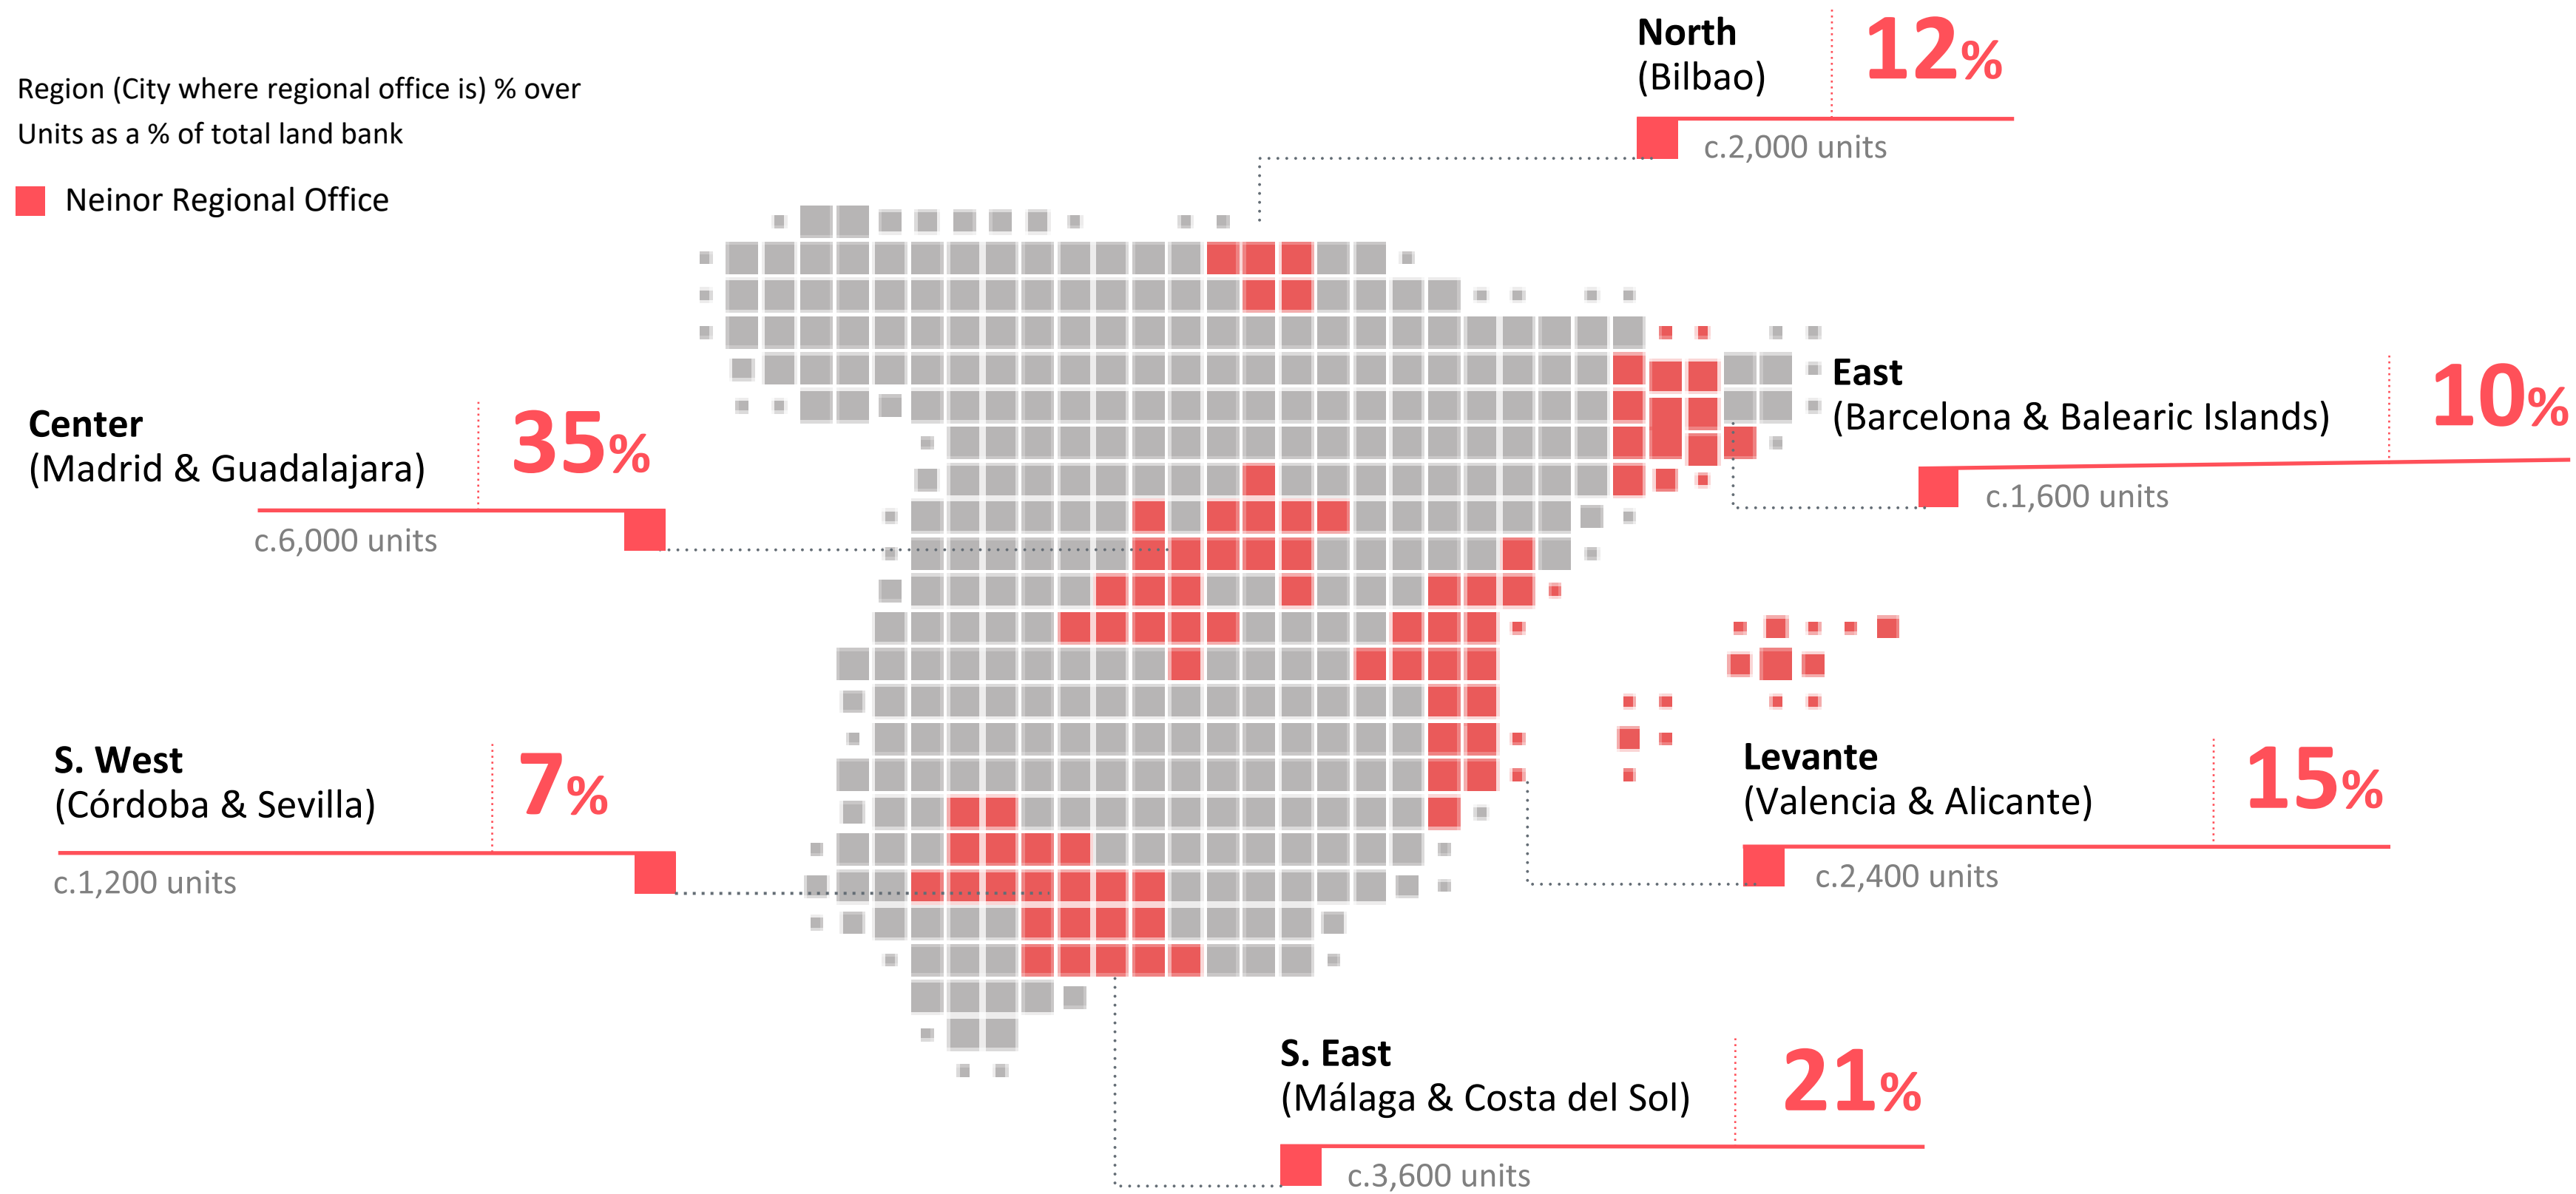 Region (City where regional office is) % over
Units as a % of total land bank
Neinor Regional Office
North
(Bilbao)
12%
c.2,000 units
East
(Barcelona & Balearic Islands)
10%
c.1,600 units
Center
(Madrid & Guadalajara)
35%
c.6,000 units
S. West
(Córdoba & Sevilla)
7%
c.1,200 units
Levante
(Valencia & Alicante)
15%
c.2,400 units
S. East
(Málaga & Costa del Sol)
21%
c.3,600 units